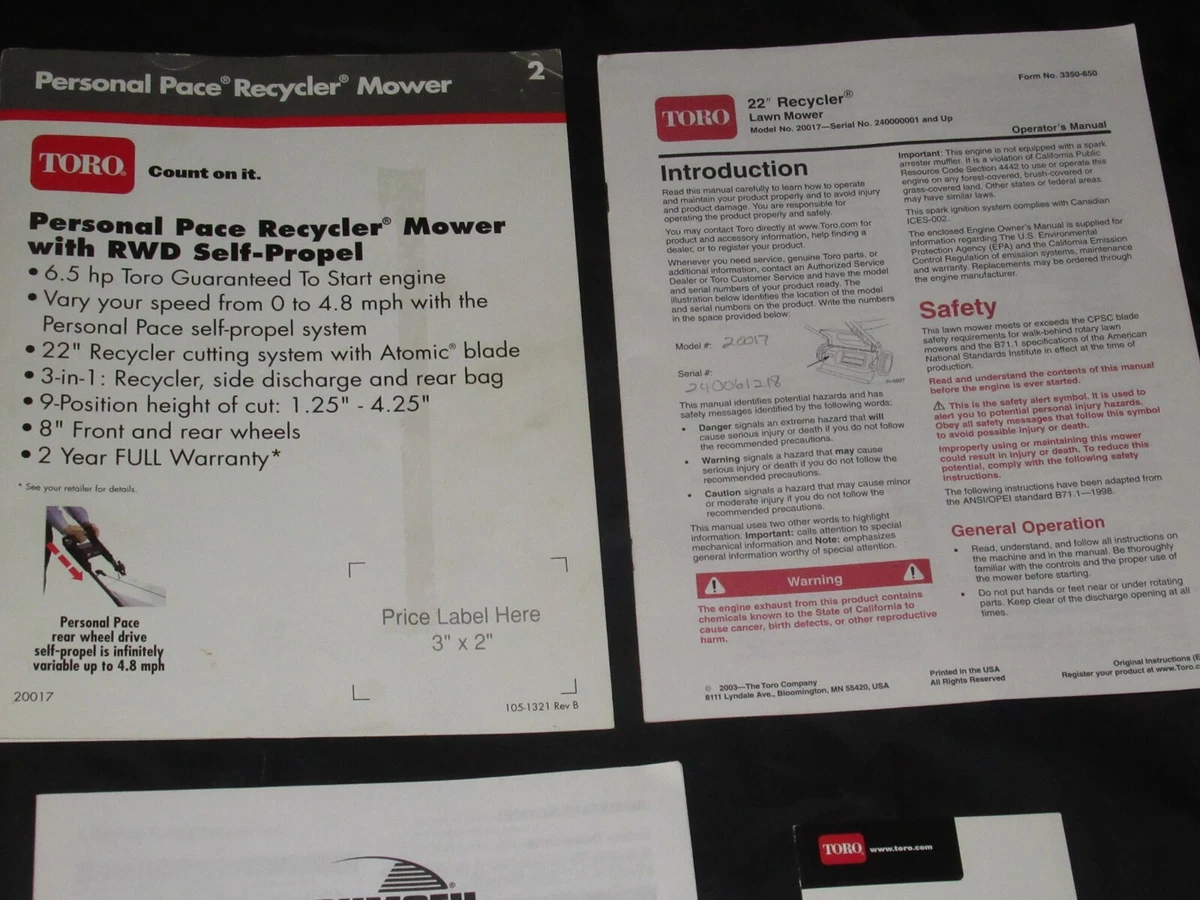 Personal Pace® Recycler® Mower
2
TORO®
Count on it.
Personal Pace Recycler® Mower
with RWD Self-Propel
• 6.5 hp Toro Guaranteed To Start engine
• Vary your speed from 0 to 4.8 mph with the
Personal Pace self-propel system
• 22" Recycler cutting system with Atomic® blade
• 3-in-1: Recycler, side discharge and rear bag
• 9-Position height of cut: 1.25" - 4.25"
• 8" Front and rear wheels
• 2 Year FULL Warranty*
* See your retailer for details.
Personal Pace
rear wheel drive
self-propel is infinitely
variable up to 4.8 mph
Price Label Here
3" x 2"
20017
105-1321 Rev B
Form No. 3350-650
TORO
22" Recycler®
Lawn Mower
Model No. 20017—Serial No. 240000001 and Up
Operator's Manual
Introduction
Read this manual carefully to learn how to operate
and maintain your product properly and to avoid injury
and product damage. You are responsible for
operating the product properly and safely.
You may contact Toro directly at www.Toro.com for
product and accessory information, help finding a
dealer, or to register your product.
Whenever you need service, genuine Toro parts, or
additional information, contact an Authorized Service
Dealer or Toro Customer Service and have the model
and serial numbers of your product ready. The
illustration below identifies the location of the model
and serial numbers on the product. Write the numbers
in the space provided below:
Model #: 20017
Serial #:
240061218
This manual identifies potential hazards and has
safety messages identified by the following words:
• Danger signals an extreme hazard that will
cause serious injury or death if you do not follow
the recommended precautions.
• Warning signals a hazard that may cause
serious injury or death if you do not follow the
recommended precautions.
• Caution signals a hazard that may cause minor
or moderate injury if you do not follow the
recommended precautions.
This manual uses two other words to highlight
information. Important: calls attention to special
mechanical information and Note: emphasizes
general information worthy of special attention.
Warning
The engine exhaust from this product contains
chemicals known to the State of California to
cause cancer, birth defects, or other reproductive
harm.
Important: This engine is not equipped with a spark
arrester muffler. It is a violation of California Public
Resource Code Section 4442 to use or operate this
engine on any forest-covered, brush-covered or
grass-covered land. Other states or federal areas
may have similar laws.
This spark ignition system complies with Canadian
ICES-002.
The enclosed Engine Owner's Manual is supplied for
information regarding The U.S. Environmental
Protection Agency (EPA) and the California Emission
Control Regulation of emission systems, maintenance
and warranty. Replacements may be ordered through
the engine manufacturer.
Safety
This lawn mower meets or exceeds the CPSC blade
safety requirements for walk-behind rotary lawn
mowers and the B71.1 specifications of the American
National Standards Institute in effect at the time of
production.
Read and understand the contents of this manual
before the engine is ever started.
This is the safety alert symbol. It is used to
alert you to potential personal injury hazards.
Obey all safety messages that follow this symbol
to avoid possible injury or death.
Improperly using or maintaining this mower
could result in injury or death. To reduce this
potential, comply with the following safety
instructions.
The following instructions have been adapted from
the ANSI/OPEI standard B71.1—1998.
General Operation
• Read, understand, and follow all instructions on
the machine and in the manual. Be thoroughly
familiar with the controls and the proper use of
the mower before starting.
• Do not put hands or feet near or under rotating
parts. Keep clear of the discharge opening at all
times.
© 2003—The Toro Company
8111 Lyndale Ave., Bloomington, MN 55420, USA
Printed in the USA
All Rights Reserved
Original Instructions (E
Register your product at www.Toro.c
TORO www.toro.com